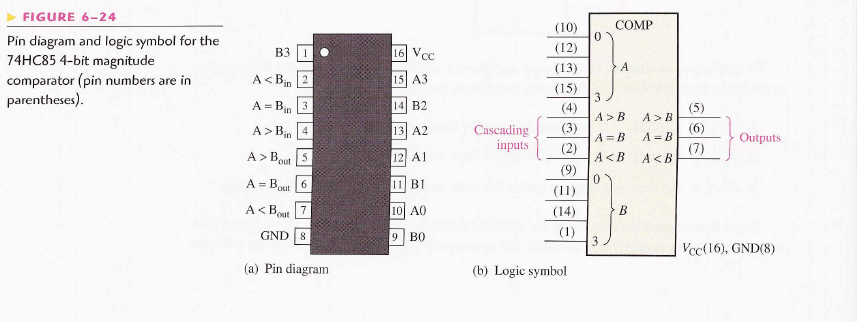 FIGURE 6–24
Pin diagram and logic symbol for the
74HC85 4-bit magnitude
comparator (pin numbers are in
parentheses).
B3 1 16 VCC
A < Bin 2 15 A3
A = Bin 3 14 B2
A > Bin 4 13 A2
A > Bout 5 12 A1
A = Bout 6 11 B1
A < Bout 7 10 A0
GND 8 9 B0
(a) Pin diagram
COMP
(10) 0
(12)
(13) A
(15) 3
(4) A > B A > B (5)
Cascading inputs
(3) A = B A = B (6)
Outputs
(2) A < B A < B (7)
(9) 0
(11)
(14) B
(1) 3
VCC(16), GND(8)
(b) Logic symbol